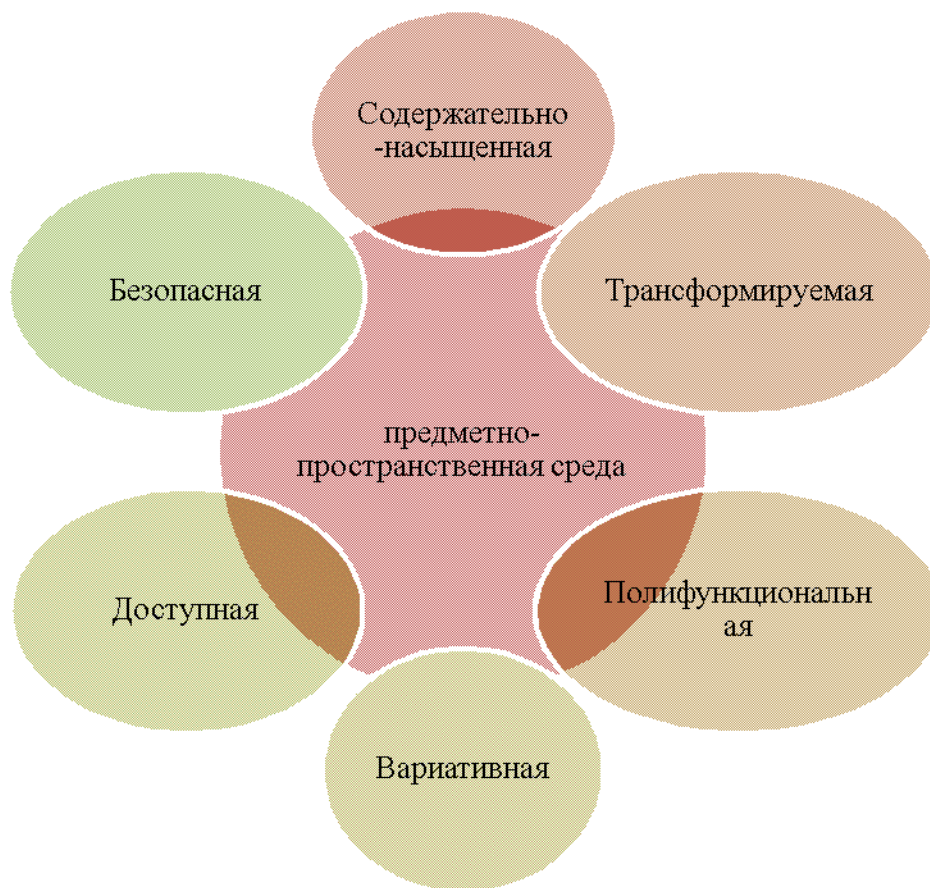 Содержательно
-насыщенная
Безопасная
Трансформируемая
предметно-
пространственная среда
Доступная
Полифункциональн
ая
Вариативная